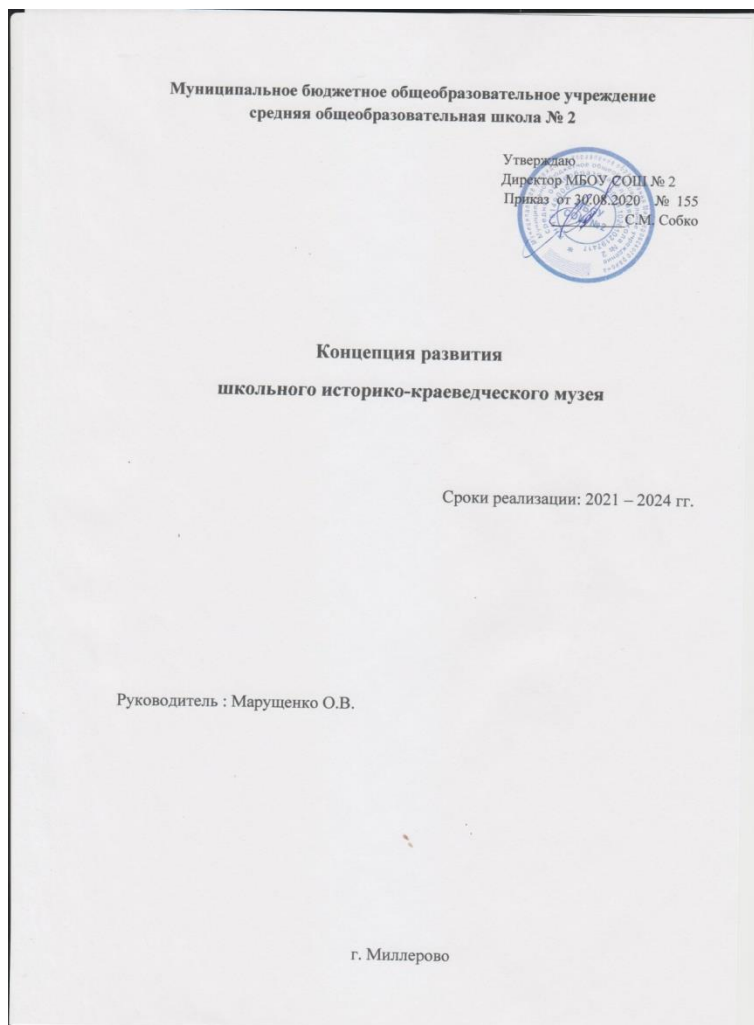 Муниципальное бюджетное общеобразовательное учреждение
средняя общеобразовательная школа № 2
Утверждаю
Директор МБОУ СОШ № 2
Приказ от 30.08.2020 № 155
С.М. Собко
Концепция развития
школьного историко-краеведческого музея
Сроки реализации: 2021 – 2024 гг.
Руководитель : Марущенко О.В.
г. Миллерово